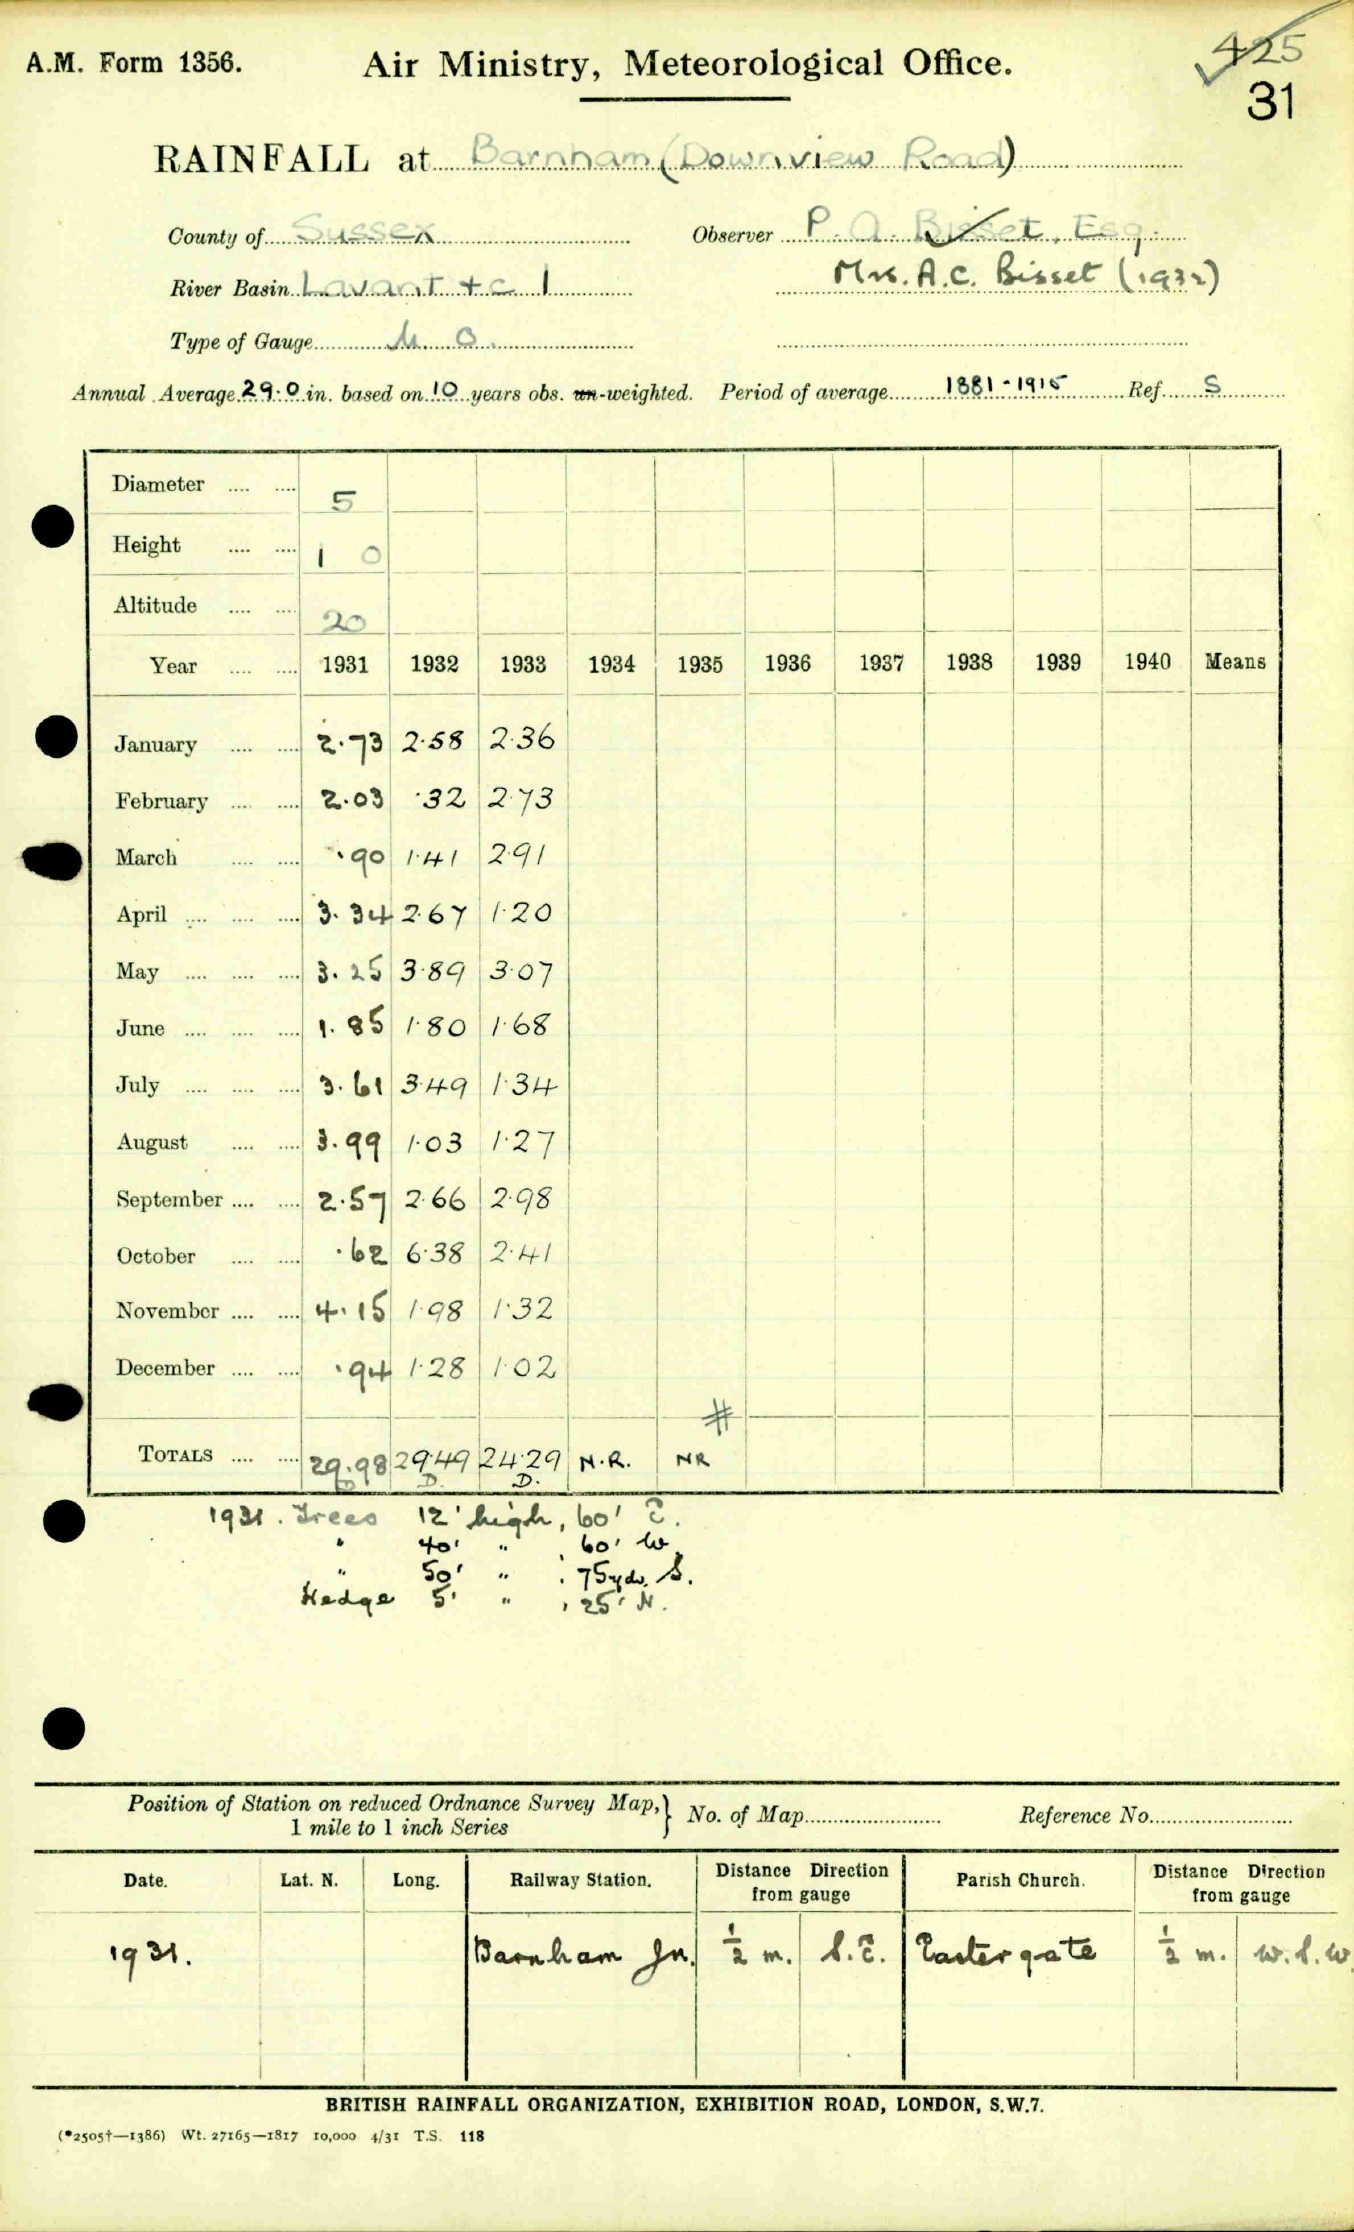 A.M. Form 1356.
Air Ministry, Meteorological Office.
425
31
RAINFALL at Barnham (Downview Road)
County of Sussex
Observer P. A. Bisset, Esq.
River Basin Lavant +c 1
Mrs. A.C. Bisset (1932)
Type of Gauge M. O.
Annual Average 29.0 in. based on 10 years obs. un-weighted. Period of average 1881-1915 Ref. S
Diameter .... .... 5
Height .... .... 1 0
Altitude .... .... 20
Year .... .... 1931 1932 1933 1934 1935 1936 1937 1938 1939 1940 Means
January .... .... 2.73 2.58 2.36
February .... .... 2.03 .32 2.73
March .... .... .90 1.41 2.91
April .... .... .... 3.34 2.67 1.20
May .... .... .... 3.25 3.89 3.07
June .... .... .... 1.85 1.80 1.68
July .... .... .... 3.61 3.49 1.34
August .... .... 3.99 1.03 1.27
September .... .... 2.57 2.66 2.98
October .... .... .62 6.38 2.41
November .... .... 4.15 1.98 1.32
December .... .... .94 1.28 1.02
#
TOTALS .... .... 29.98 29.49 24.29 N.R. NR
D. D. D.
1931. Trees 12' high, 60' E.
" 40' " , 60' W.
" 50' " , 75 yds. S.
Hedge 5' " , 25' N.
Position of Station on reduced Ordnance Survey Map, } No. of Map Reference No.
1 mile to 1 inch Series
Date. Lat. N. Long. Railway Station. Distance Direction from gauge Parish Church. Distance Direction from gauge
1931. Barnham Jn. ½ m. S.E. Eastergate ½ m. W.S.W.
BRITISH RAINFALL ORGANIZATION, EXHIBITION ROAD, LONDON, S.W.7.
(*2505†—1386) Wt. 27165—1817 10,000 4/31 T.S. 118